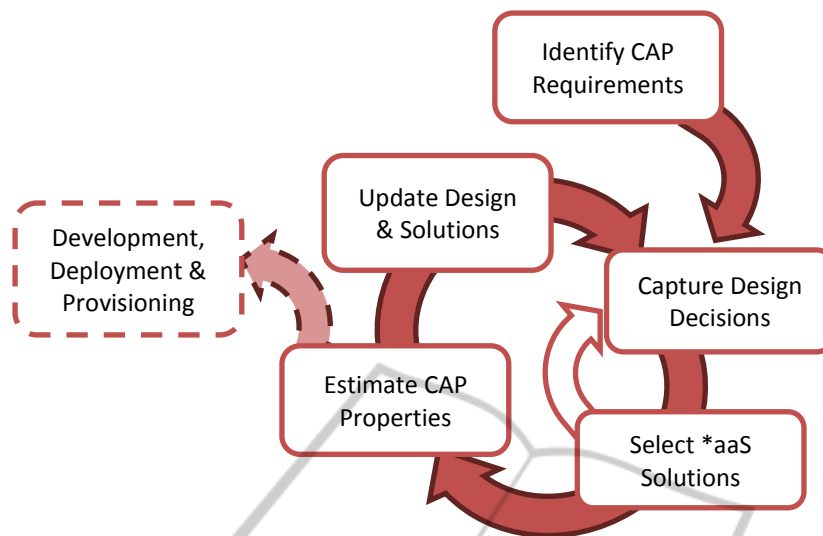 Identify CAP
Requirements
Update Design
& Solutions
Development,
Deployment &
Provisioning
Capture Design
Decisions
Estimate CAP
Properties
Select *aaS
Solutions